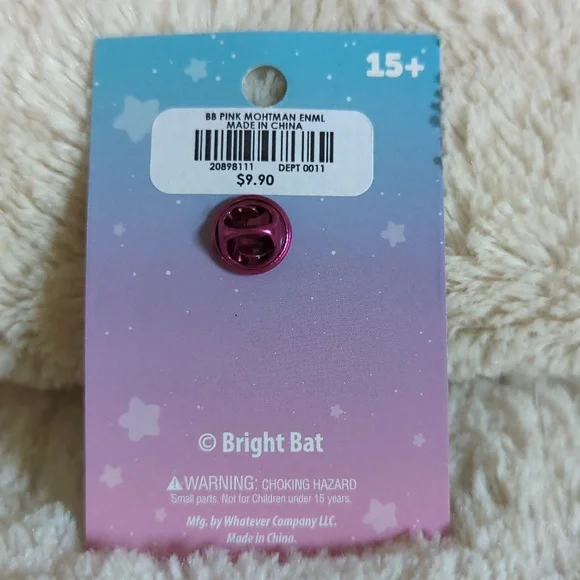 15+
BB PINK MOHTMAN ENML
MADE IN CHINA
20898111 DEPT 0011
$9.90
© Bright Bat
WARNING: CHOKING HAZARD
Small parts. Not for Children under 15 years.
Mfg. by Whatever Company LLC.
Made in China.